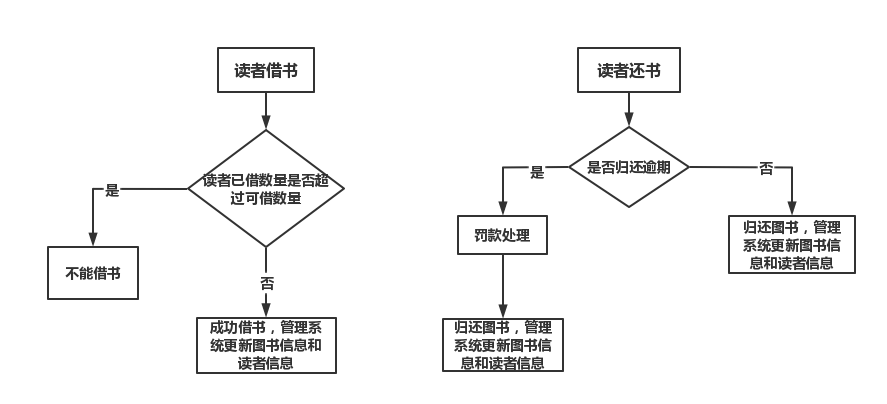 读者借书
读者已借数量是否超
过可借数量
是
不能借书
否
成功借书，管理系
统更新图书信息和
读者信息
读者还书
是否归还逾期
是
罚款处理
归还图书，管理
系统更新图书信
息和读者信息
否
归还图书，管理
系统更新图书信
息和读者信息